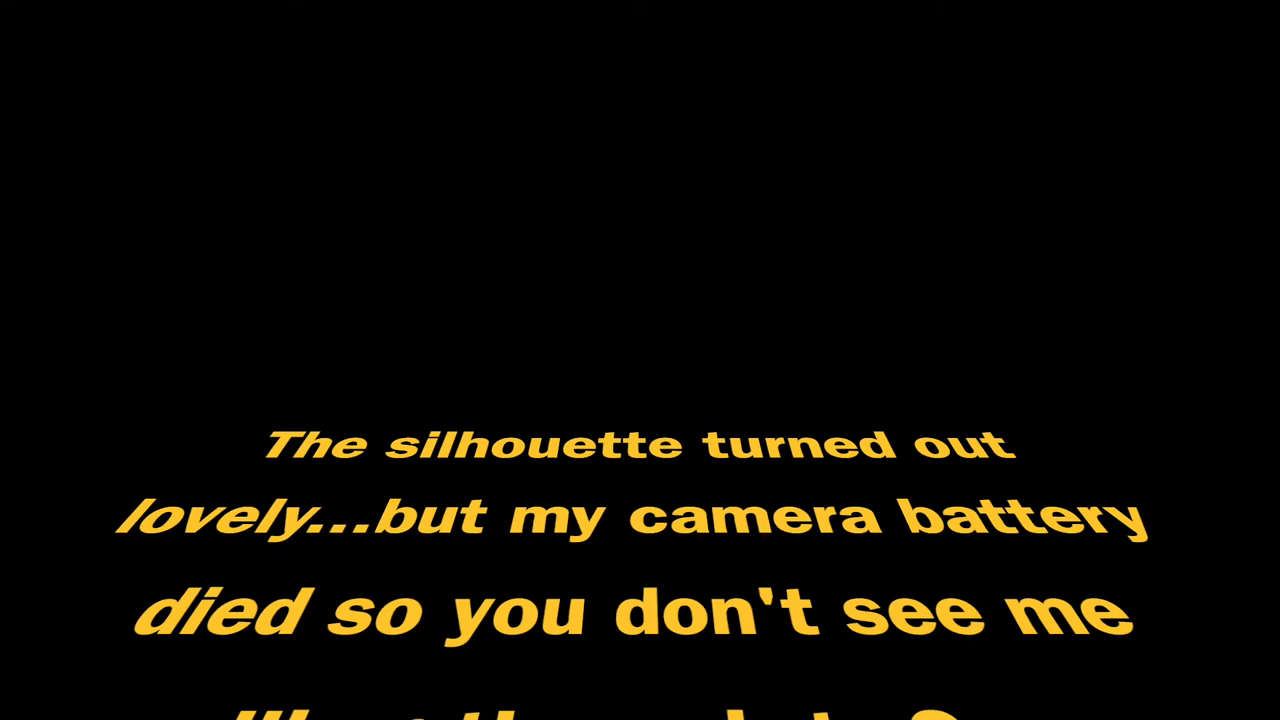 The silhouette turned out
lovely...but my camera battery
died so you don't see me